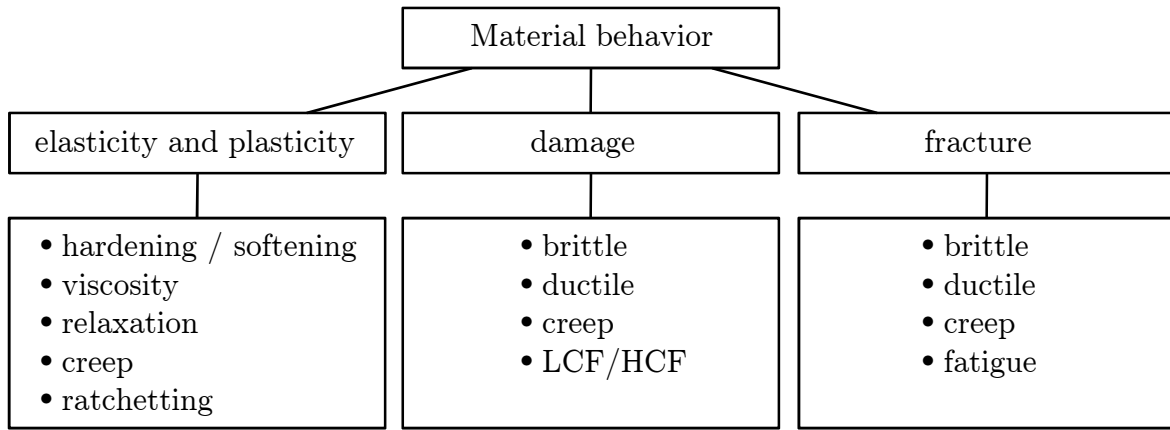 Material behavior
elasticity and plasticity
damage
fracture
• hardening / softening
• viscosity
• relaxation
• creep
• ratchetting
• brittle
• ductile
• creep
• LCF/HCF
• brittle
• ductile
• creep
• fatigue